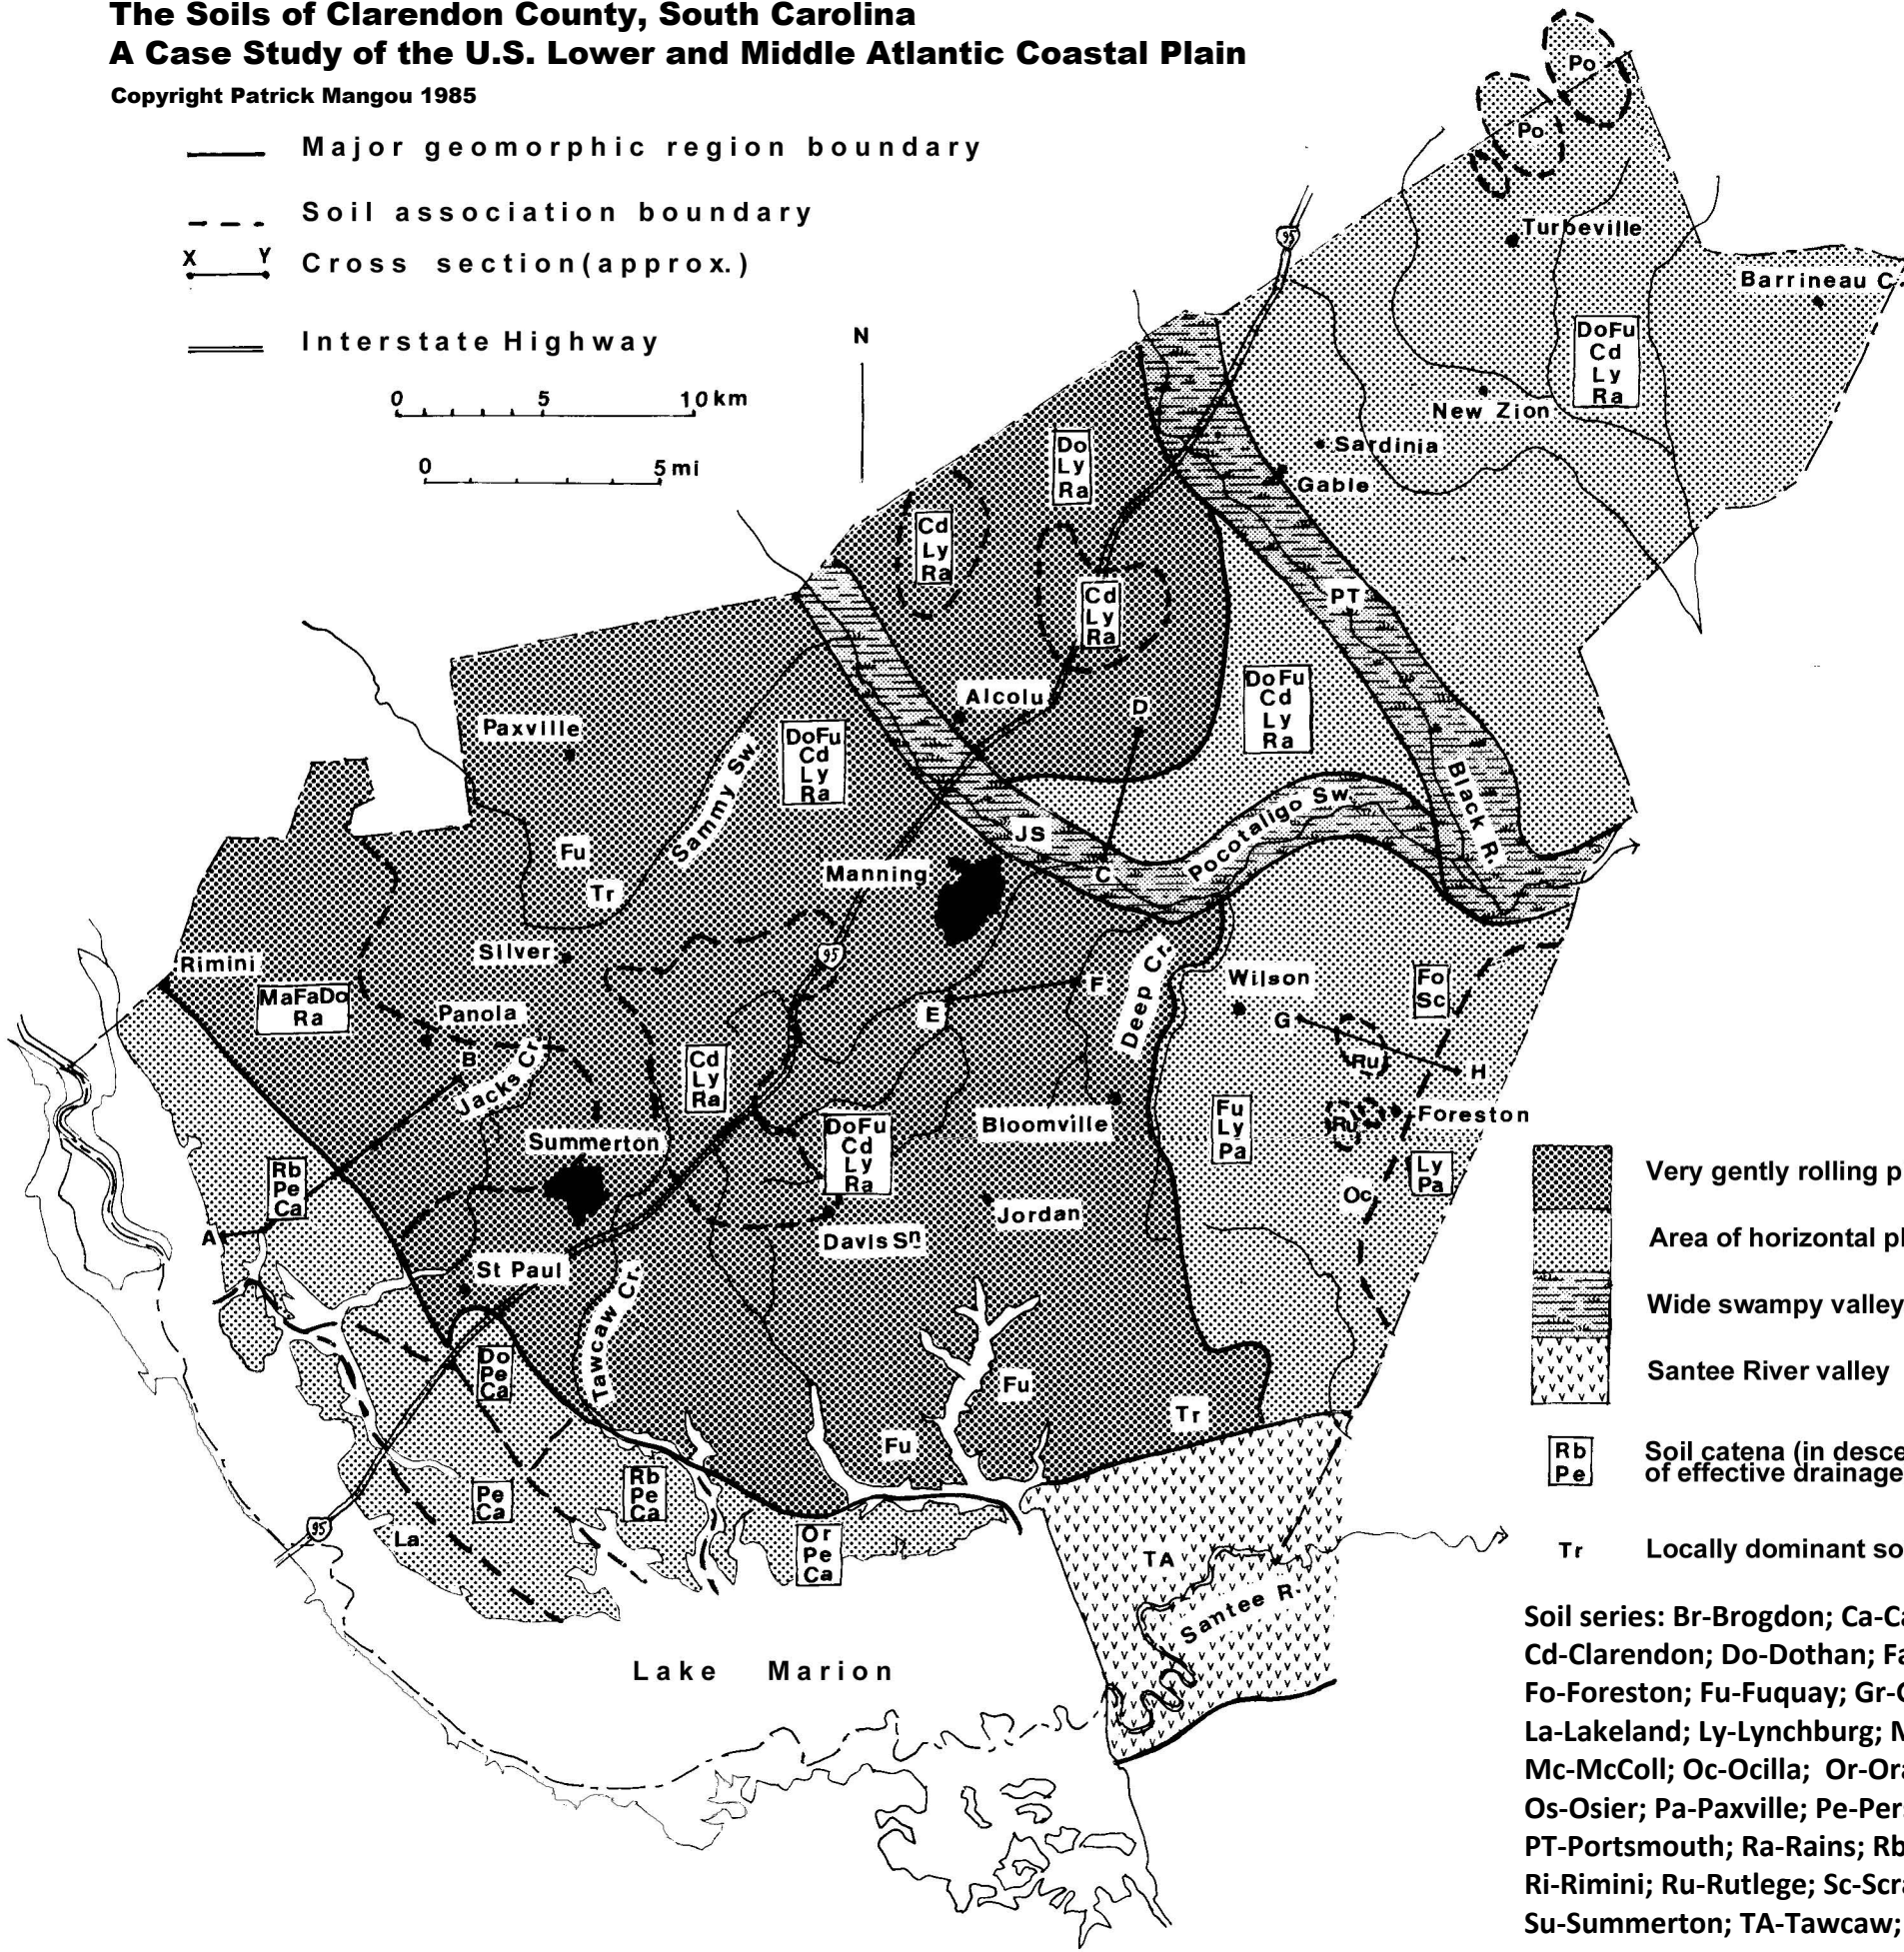 The Soils of Clarendon County, South Carolina
A Case Study of the U.S. Lower and Middle Atlantic Coastal Plain
Copyright Patrick Mangou 1985
Major geomorphic region boundary
Soil association boundary
X Y
Cross section(approx.)
Interstate Highway
0 5 10 km
0 5 mi
N
Po
Po
95
Turbeville
Barrineau C
DoFu
Cd
Ly
Ra
New Zion
Sardinia
Gable
Do
Ly
Ra
Cd
Ly
Ra
Cd
Ly
Ra
PT
Alcolu
D
DoFu
Cd
Ly
Ra
Paxville
DoFu
Cd
Ly
Ra
Sammy Sw.
Black R.
Pocotaligo Sw.
JS
C
Fu
Tr
Manning
Silver
95
Rimini
MaFaDo
Ra
Panola
B
Jacks Cr.
E
F
Deep Cr.
Wilson
G
Fo
Sc
Ru
H
Cd
Ly
Ra
Summerton
DoFu
Cd
Ly
Ra
Bloomville
Fu
Ly
Pa
Ru
Foreston
Ly
Pa
Oc
Rb
Pe
Ca
A
Jordan
Davis Sn
St Paul
Tawcaw Cr.
Do
Pe
Ca
Fu
Fu
Tr
Pe
Ca
Rb
Pe
Ca
La
95
Or
Pe
Ca
TA
Santee R.
Lake Marion
Very gently rolling p
Area of horizontal pl
Wide swampy valley
Santee River valley
Rb
Pe
Soil catena (in desce
of effective drainage
Tr
Locally dominant so
Soil series: Br-Brogdon; Ca-Ca
Cd-Clarendon; Do-Dothan; Fa
Fo-Foreston; Fu-Fuquay; Gr-G
La-Lakeland; Ly-Lynchburg; M
Mc-McColl; Oc-Ocilla; Or-Ora
Os-Osier; Pa-Paxville; Pe-Per
PT-Portsmouth; Ra-Rains; Rb
Ri-Rimini; Ru-Rutlege; Sc-Scra
Su-Summerton; TA-Tawcaw;